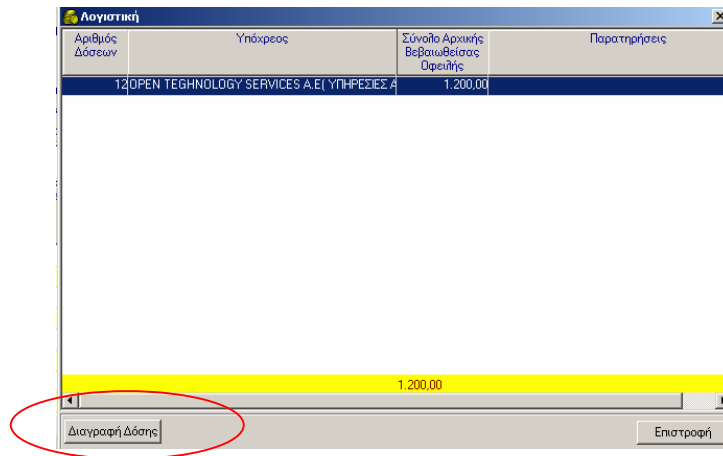 Λογιστική
Αριθμός Δόσεων
Υπόχρεος
Σύνολο Αρχικής Βεβαιωθείσας Οφειλής
Παρατηρήσεις
12 OPEN TEGHNOLOGY SERVICES A.E( ΥΠΗΡΕΣΙΕΣ Α 1.200,00
1.200,00
Διαγραφή Δόσης
Επιστροφή